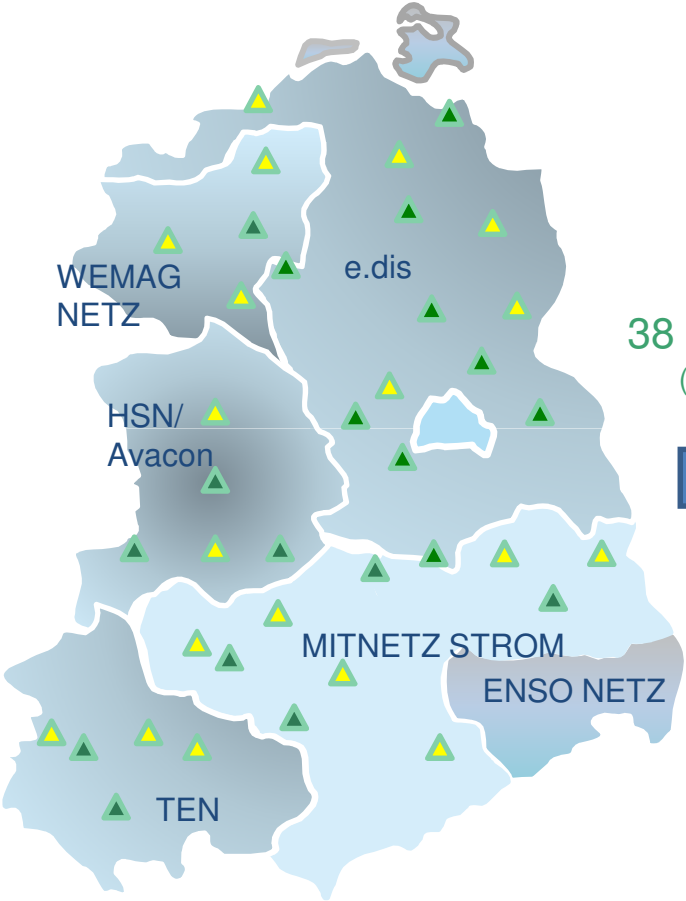 e.dis
WEMAG
NETZ
38
(
HSN/
Avacon
MITNETZ STROM
ENSO NETZ
TEN